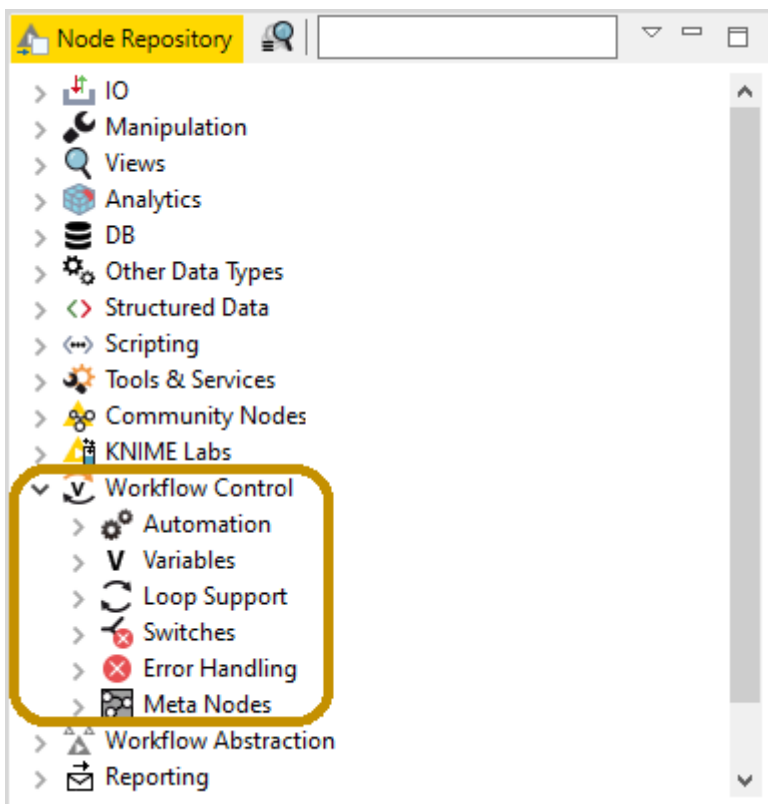 Node Repository
IO
Manipulation
Views
Analytics
DB
Other Data Types
Structured Data
Scripting
Tools & Services
Community Nodes
KNIME Labs
Workflow Control
Automation
V Variables
Loop Support
Switches
Error Handling
Meta Nodes
Workflow Abstraction
Reporting